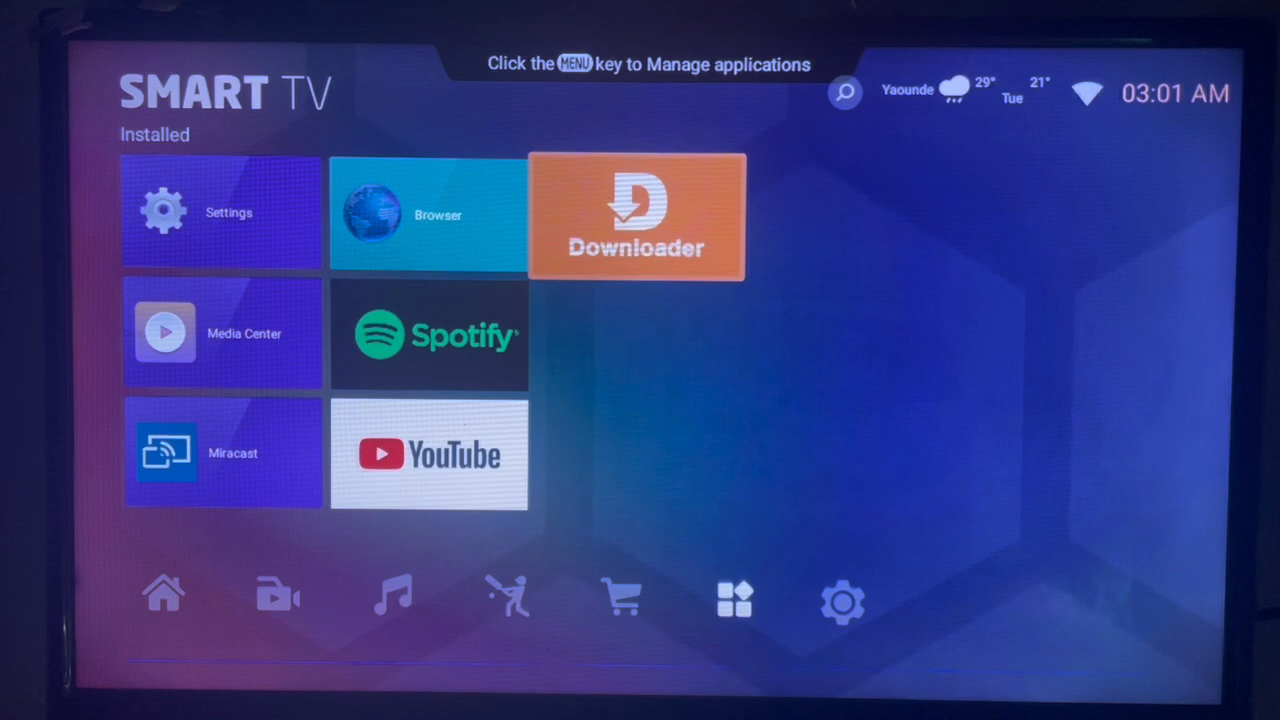 Click the MENU key to Manage applications
SMART TV
Yaounde 29° Tue 21° 03:01 AM
Installed
Settings
Browser
D
Downloader
Media Center
Spotify
Miracast
YouTube